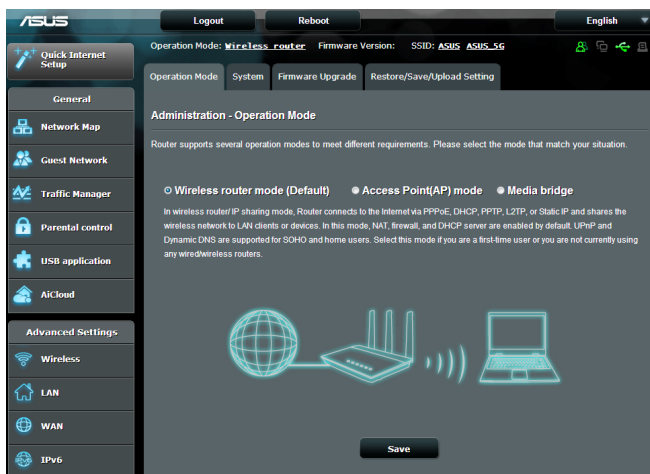 ASUS
Logout
Reboot
English
Quick Internet
Setup
Operation Mode: Wireless router Firmware Version: SSID: ASUS ASUS_5G
Operation Mode
System
Firmware Upgrade
Restore/Save/Upload Setting
General
Network Map
Guest Network
Traffic Manager
Parental control
USB application
AiCloud
Advanced Settings
Wireless
LAN
WAN
IPv6
Administration - Operation Mode
Router supports several operation modes to meet different requirements. Please select the mode that match your situation.
Wireless router mode (Default)
Access Point(AP) mode
Media bridge
In wireless router/ IP sharing mode, Router connects to the Internet via PPPoE, DHCP, PPTP, L2TP, or Static IP and shares the
wireless network to LAN clients or devices. In this mode, NAT, firewall, and DHCP server are enabled by default. UPnP and
Dynamic DNS are supported for SOHO and home users. Select this mode if you are a first-time user or you are not currently using
any wired/wireless routers.
Save